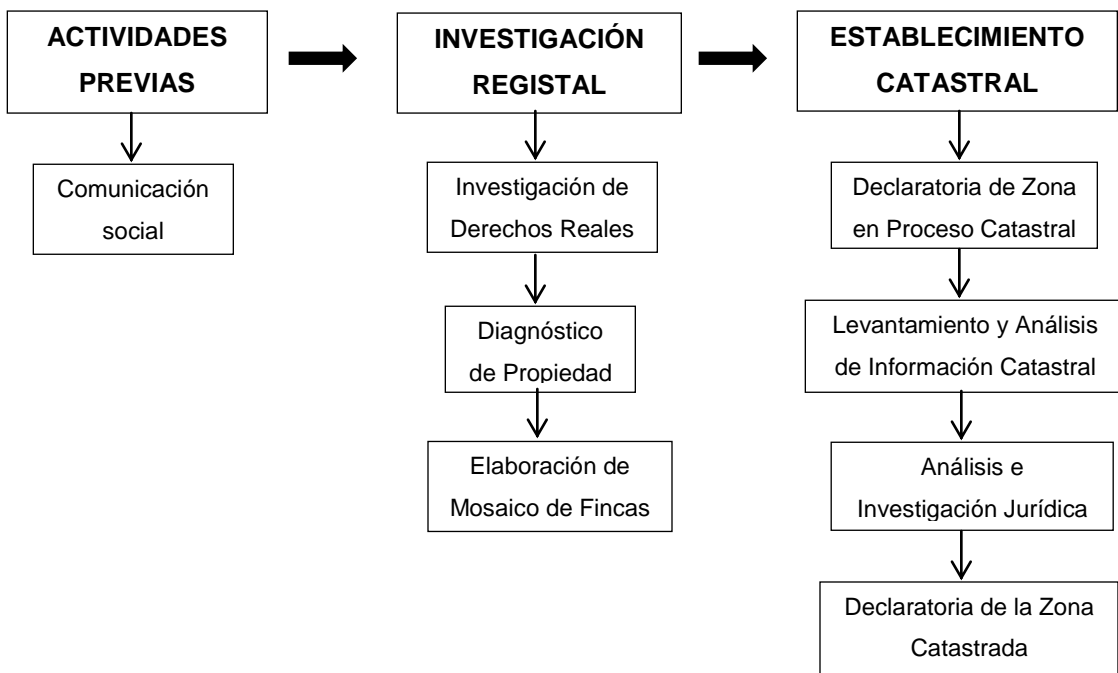 ACTIVIDADES
PREVIAS
Comunicación
social
INVESTIGACIÓN
REGISTAL
Investigación de
Derechos Reales
Diagnóstico
de Propiedad
Elaboración de
Mosaico de Fincas
ESTABLECIMIENTO
CATASTRAL
Declaratoria de Zona
en Proceso Catastral
Levantamiento y Análisis
de Información Catastral
Análisis e
Investigación Jurídica
Declaratoria de la Zona
Catastrada